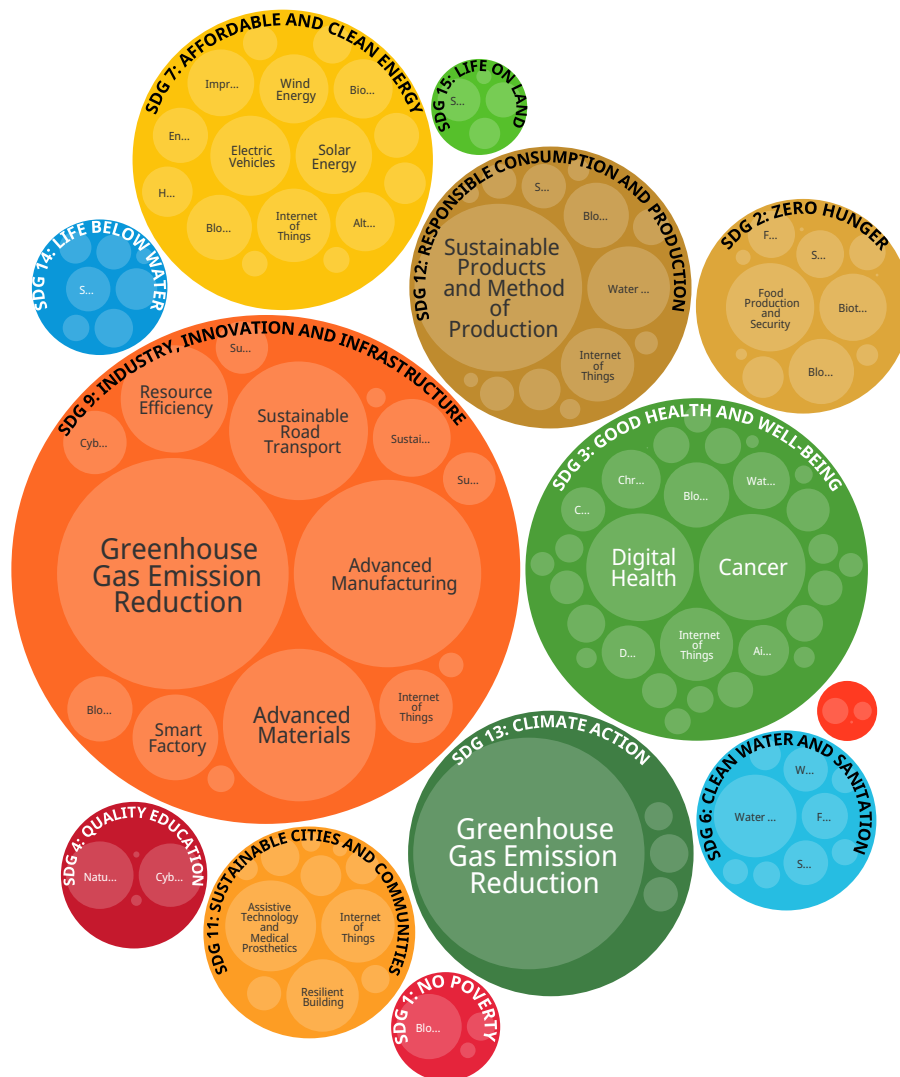 SDG 7: AFFORDABLE AND CLEAN ENERGY
Impr...
Wind
Energy
Bio...
En...
Electric
Vehicles
Solar
Energy
H...
Blo...
Internet
of
Things
Alt...
SDG 15: LIFE ON LAND
S...
SDG 12: RESPONSIBLE CONSUMPTION AND PRODUCTION
S...
Blo...
Sustainable
Products
and Method
of
Production
Water ...
Internet
of
Things
SDG 2: ZERO HUNGER
F...
S...
Food
Production
and
Security
Biot...
Blo...
SDG 14: LIFE BELOW WATER
S...
SDG 9: INDUSTRY, INNOVATION AND INFRASTRUCTURE
Su...
Resource
Efficiency
Cyb...
Sustainable
Road
Transport
Sustai...
Su...
Greenhouse
Gas Emission
Reduction
Advanced
Manufacturing
Blo...
Smart
Factory
Advanced
Materials
Internet
of
Things
SDG 3: GOOD HEALTH AND WELL-BEING
Chr...
Blo...
Wat...
C...
Digital
Health
Cancer
D...
Internet
of
Things
Ai...
SDG 13: CLIMATE ACTION
Greenhouse
Gas Emission
Reduction
SDG 6: CLEAN WATER AND SANITATION
W...
Water ...
F...
S...
SDG 4: QUALITY EDUCATION
Natu...
Cyb...
SDG 11: SUSTAINABLE CITIES AND COMMUNITIES
Assistive
Technology
and
Medical
Prosthetics
Internet
of
Things
Resilient
Building
SDG 1: NO POVERTY
Blo...